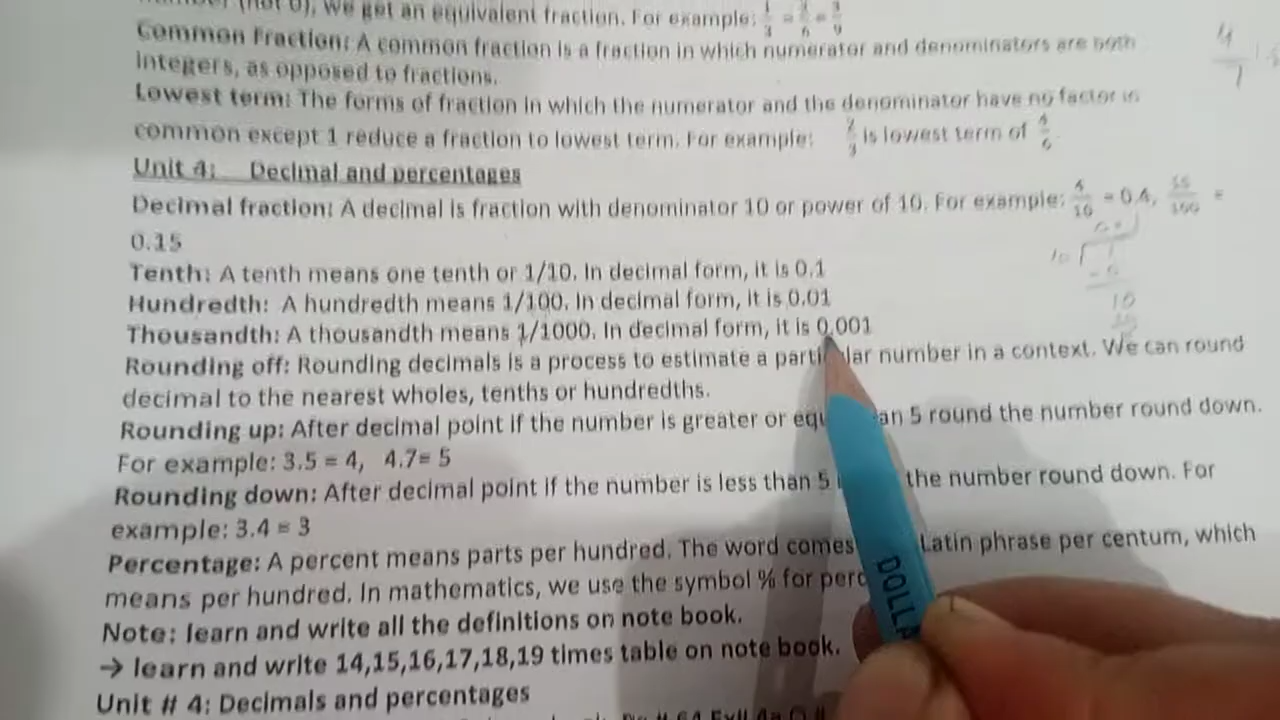 (not 0), we get an equivalent fraction. For example: 1/3 = 2/6 = 3/9
Common Fraction: A common fraction is a fraction in which numerator and denominators are both
integers, as opposed to fractions.
Lowest term: The forms of fraction in which the numerator and the denominator have no factor in
common except 1 reduce a fraction to lowest term. For example: 2/3 is lowest term of 4/6.
Unit 4: Decimal and percentages
Decimal fraction: A decimal is fraction with denominator 10 or power of 10. For example: 4/10 = 0.4, 15/100 =
0.15
Tenth: A tenth means one tenth or 1/10. In decimal form, it is 0.1
Hundredth: A hundredth means 1/100. In decimal form, it is 0.01
Thousandth: A thousandth means 1/1000. In decimal form, it is 0.001
Rounding off: Rounding decimals is a process to estimate a particular number in a context. We can round
decimal to the nearest wholes, tenths or hundredths.
Rounding up: After decimal point if the number is greater or 5 round the number round down.
For example: 3.5 = 4, 4.7= 5
Rounding down: After decimal point if the number is less than 5 the number round down. For
example: 3.4 = 3
Percentage: A percent means parts per hundred. The word comes Latin phrase per centum, which
means per hundred. In mathematics, we use the symbol % for
Note: learn and write all the definitions on note book.
→ learn and write 14,15,16,17,18,19 times table on note book.
Unit # 4: Decimals and percentages